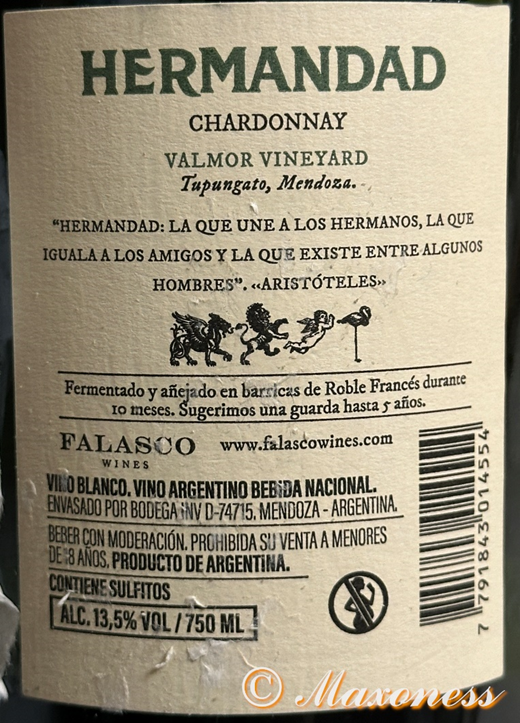 HERMANDAD
CHARDONNAY
VALMOR VINEYARD
Tupungato, Mendoza.
“HERMANDAD: LA QUE UNE A LOS HERMANOS, LA QUE
IGUALA A LOS AMIGOS Y LA QUE EXISTE ENTRE ALGUNOS
HOMBRES”. «ARISTÓTELES»
Fermentado y añejado en barricas de Roble Francés durante
10 meses. Sugerimos una guarda hasta 5 años.
FALASCO
WINES
www.falascowines.com
VINO BLANCO. VINO ARGENTINO BEBIDA NACIONAL.
ENVASADO POR BODEGA INV D-74715, MENDOZA - ARGENTINA.
BEBER CON MODERACIÓN. PROHIBIDA SU VENTA A MENORES
DE 18 AÑOS. PRODUCTO DE ARGENTINA.
CONTIENE SULFITOS
ALC. 13,5% VOL / 750 ML
7 791843 014554
© Maxoness